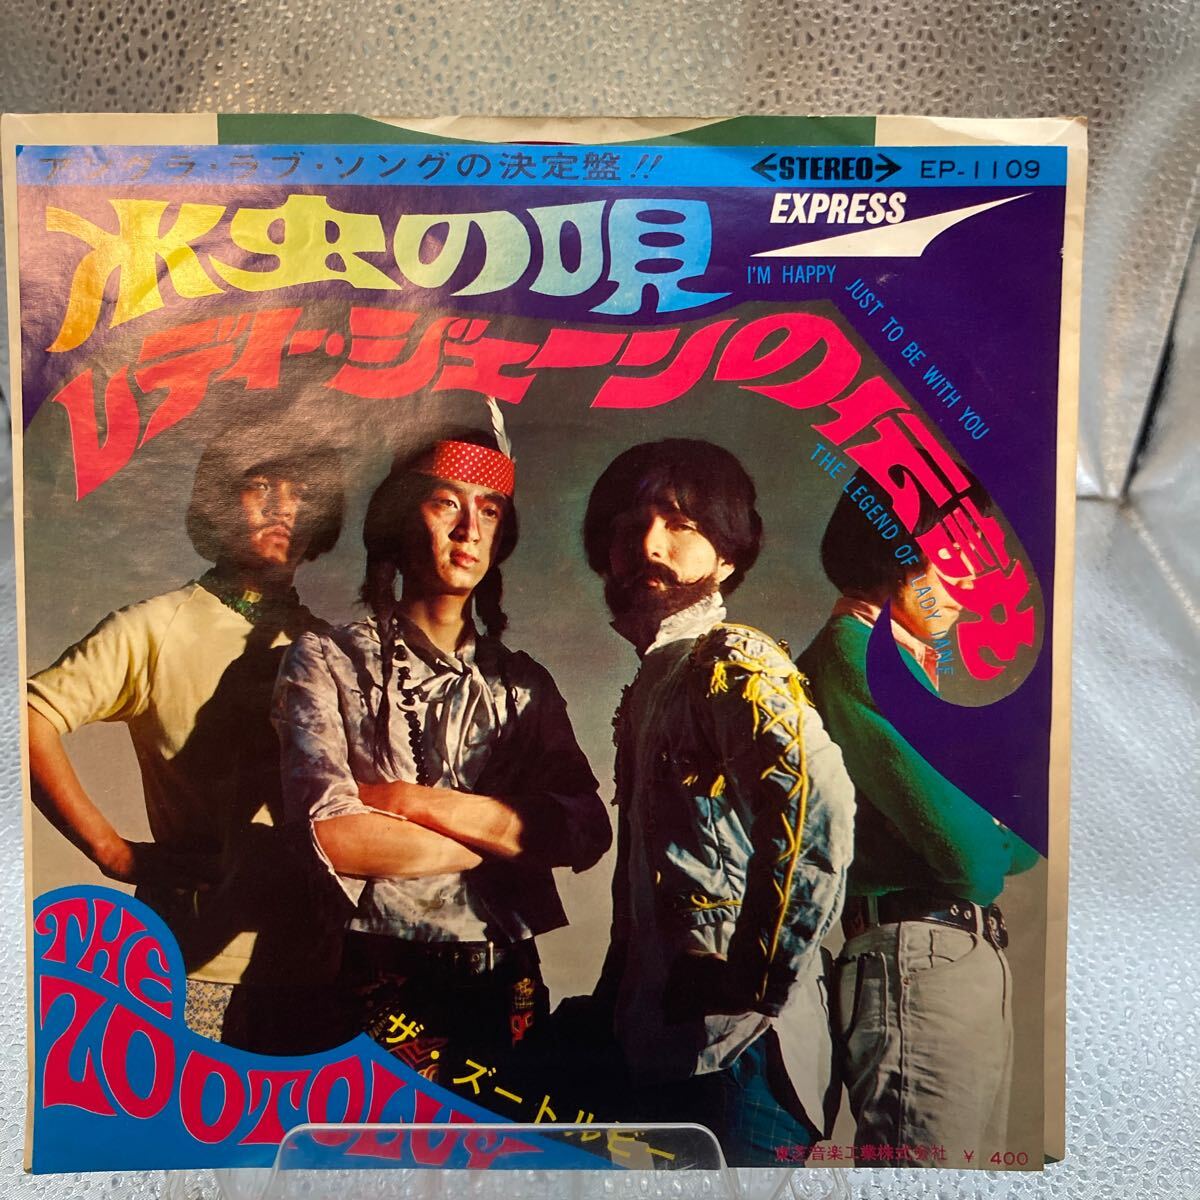 アングラ・ラブ・ソングの決定盤!!
STEREO EP-1109
EXPRESS
水虫の唄
I'M HAPPY JUST TO BE WITH YOU
レディ・ジェーンの伝説
THE LEGEND OF LADY JANE
THE
ZOOTOLUV
ザ・ズートルビー
東芝音楽工業株式会社 ¥ 400